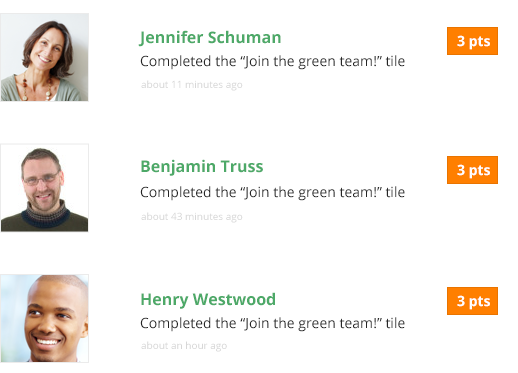 Jennifer Schuman
3 pts
Completed the “Join the green team!” tile
about 11 minutes ago
Benjamin Truss
3 pts
Completed the “Join the green team!” tile
about 43 minutes ago
Henry Westwood
3 pts
Completed the “Join the green team!” tile
about an hour ago